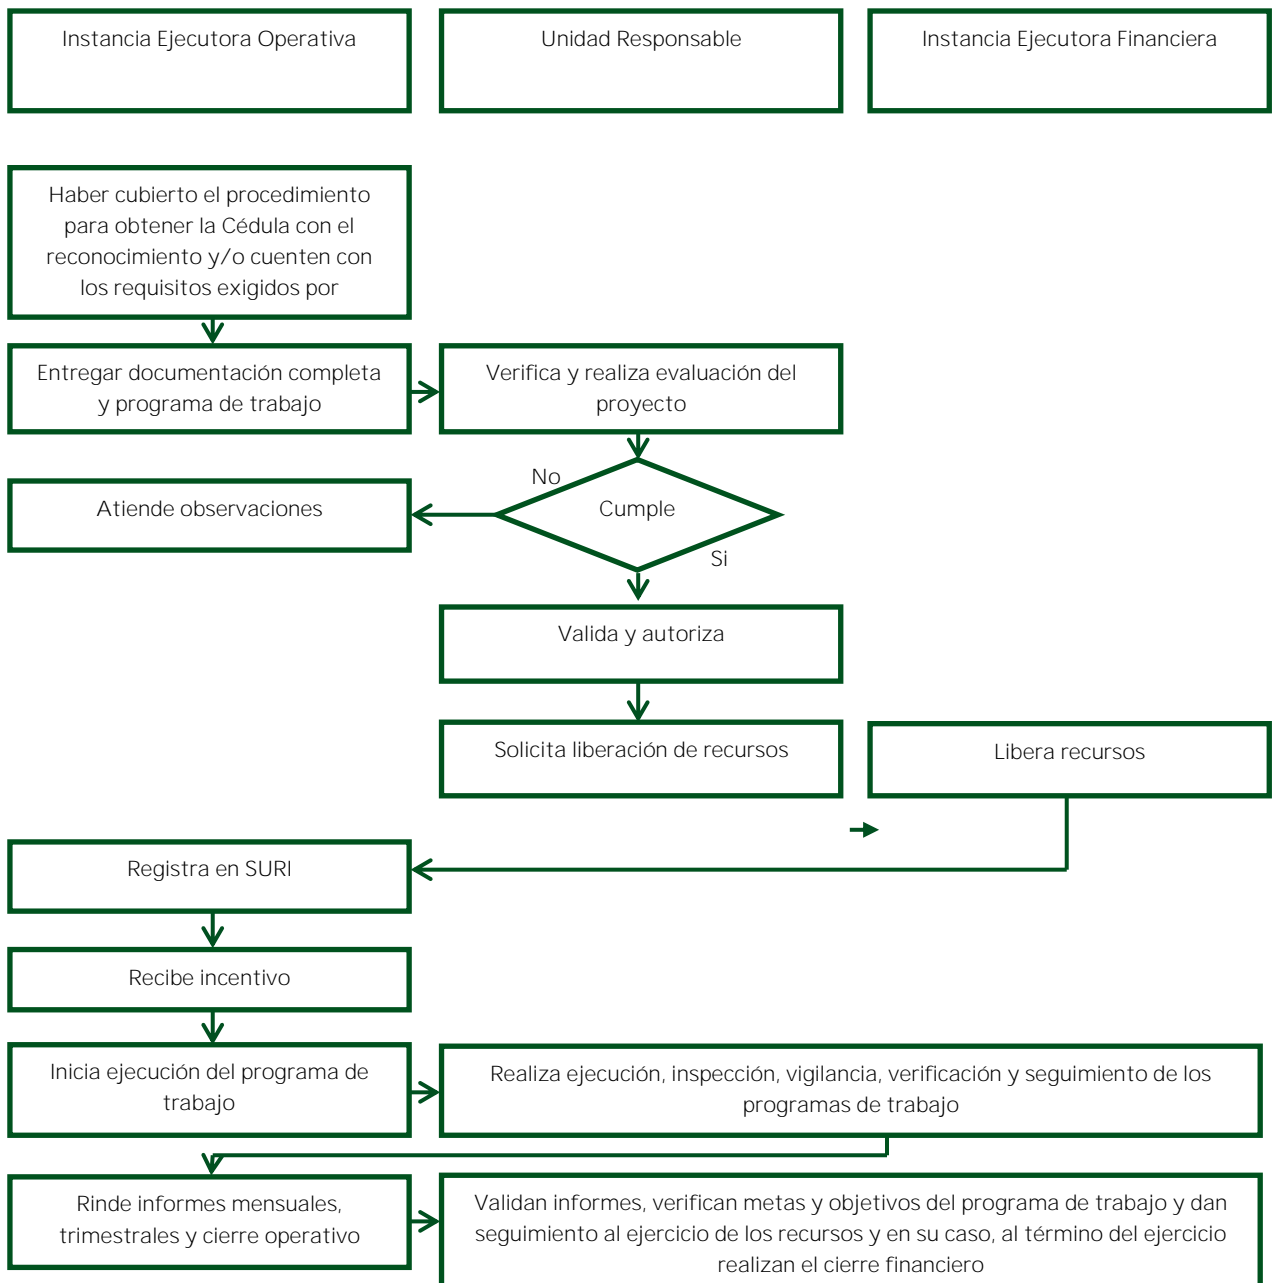 Instancia Ejecutora Operativa
Unidad Responsable
Instancia Ejecutora Financiera
Haber cubierto el procedimiento
para obtener la Cédula con el
reconocimiento y/o cuenten con
los requisitos exigidos por
Entregar documentación completa
y programa de trabajo
Verifica y realiza evaluación del
proyecto
No
Atiende observaciones
Cumple
Si
Valida y autoriza
Solicita liberación de recursos
Libera recursos
Registra en SURI
Recibe incentivo
Inicia ejecución del programa de
trabajo
Realiza ejecución, inspección, vigilancia, verificación y seguimiento de los
programas de trabajo
Rinde informes mensuales,
trimestrales y cierre operativo
Validan informes, verifican metas y objetivos del programa de trabajo y dan
seguimiento al ejercicio de los recursos y en su caso, al término del ejercicio
realizan el cierre financiero